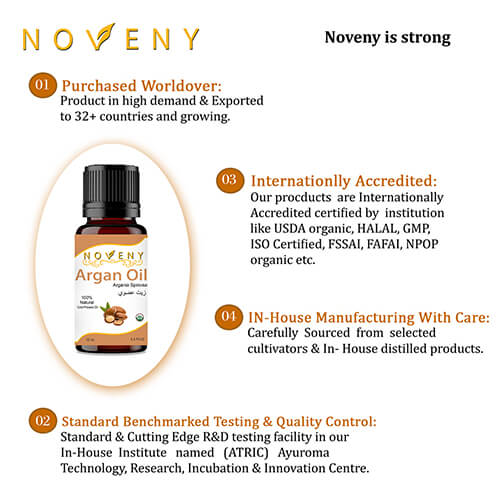 NOVENY
Noveny is strong
01 Purchased Worldover:
Product in high demand & Exported
to 32+ countries and growing.
03 Internationlly Accredited:
Our proccducts are Internationally
Accredited certified by institution
like USDA organic, HALAL, GMP,
ISO Certified, FSSAI, FAFAI, NPOP
organic etc.
NOVENY
Argan Oil
Argania Spinosa
زيت عضوي
100%
Natural
04 IN-House Manufacturing With Care:
Carefully Sourced from selected
cultivators & In- House distilled products.
02 Standard Benchmarked Testing & Quality Control:
Standard & Cutting Edge R&D testing facility in our
In-House Institute named (ATRIC) Ayuroma
Technology, Research, Incubation & Innovation Centre.